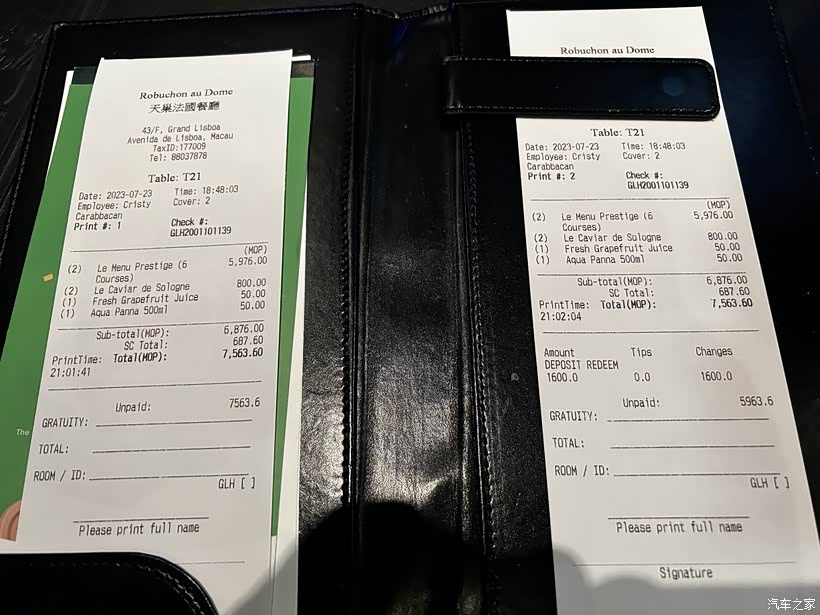 Robuchon au Dome
天巢法國餐廳
43/F, Grand Lisboa
Avenida de Lisboa, Macau
TaxID:177009
Tel: 88037878
Table: T21
Date: 2023-07-23 Time: 18:48:03
Employee: Cristy Cover: 2
Carabbacan
Print #: 1 Check #:
GLH2001101139
(MOP)
(2) Le Menu Prestige (6 5,976.00
Courses)
(2) Le Caviar de Sologne 800.00
(1) Fresh Grapefruit Juice 50.00
(1) Aqua Panna 500ml 50.00
Sub-total(MOP): 6,876.00
SC Total: 687.60
PrintTime: Total(MOP): 7,563.60
21:01:41
Unpaid: 7563.6
GRATUITY:
TOTAL:
ROOM / ID:
GLH [ ]
Please print full name
The
Robuchon au Dome
Table: T21
Date: 2023-07-23 Time: 18:48:03
Employee: Cristy Cover: 2
Carabbacan
Print #: 2 Check #:
GLH2001101139
(MOP)
(2) Le Menu Prestige (6 5,976.00
Courses)
(2) Le Caviar de Sologne 800.00
(1) Fresh Grapefruit Juice 50.00
(1) Aqua Panna 500ml 50.00
Sub-total(MOP): 6,876.00
SC Total: 687.60
PrintTime: Total(MOP): 7,563.60
21:02:04
Amount Tips Changes
DEPOSIT REDEEM
1600.0 0.0 1600.0
Unpaid: 5963.6
GRATUITY:
TOTAL:
ROOM / ID:
GLH [ ]
Please print full name
Signature
汽车之家